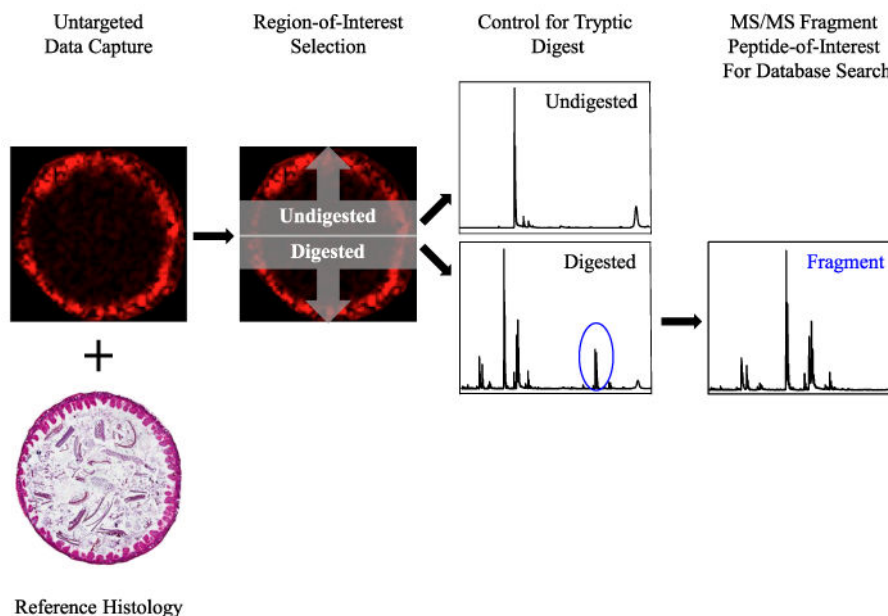 Untargeted
Data Capture
Region-of-Interest
Selection
Control for Tryptic
Digest
MS/MS Fragment
Peptide-of-Interest
For Database Search
Undigested
Undigested
Digested
Digested
Fragment
+
Reference Histology